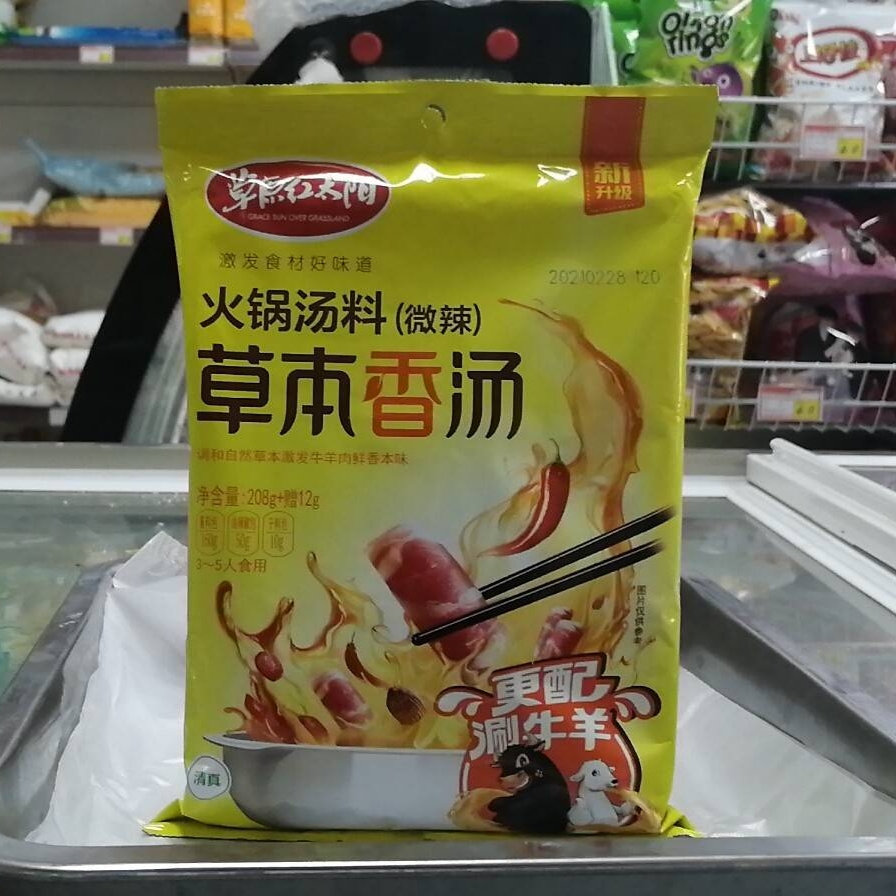 草原红太阳
GRACE SUN OVER GRASSLAND
新
升级
激发食材好味道
20210228 120
火锅汤料(微辣)
草本香汤
调和自然草本激发牛羊肉鲜香本味
净含量:208g+赠12g
50g
10g
3~5人食用
图片仅供参考
更配
涮牛羊
清真